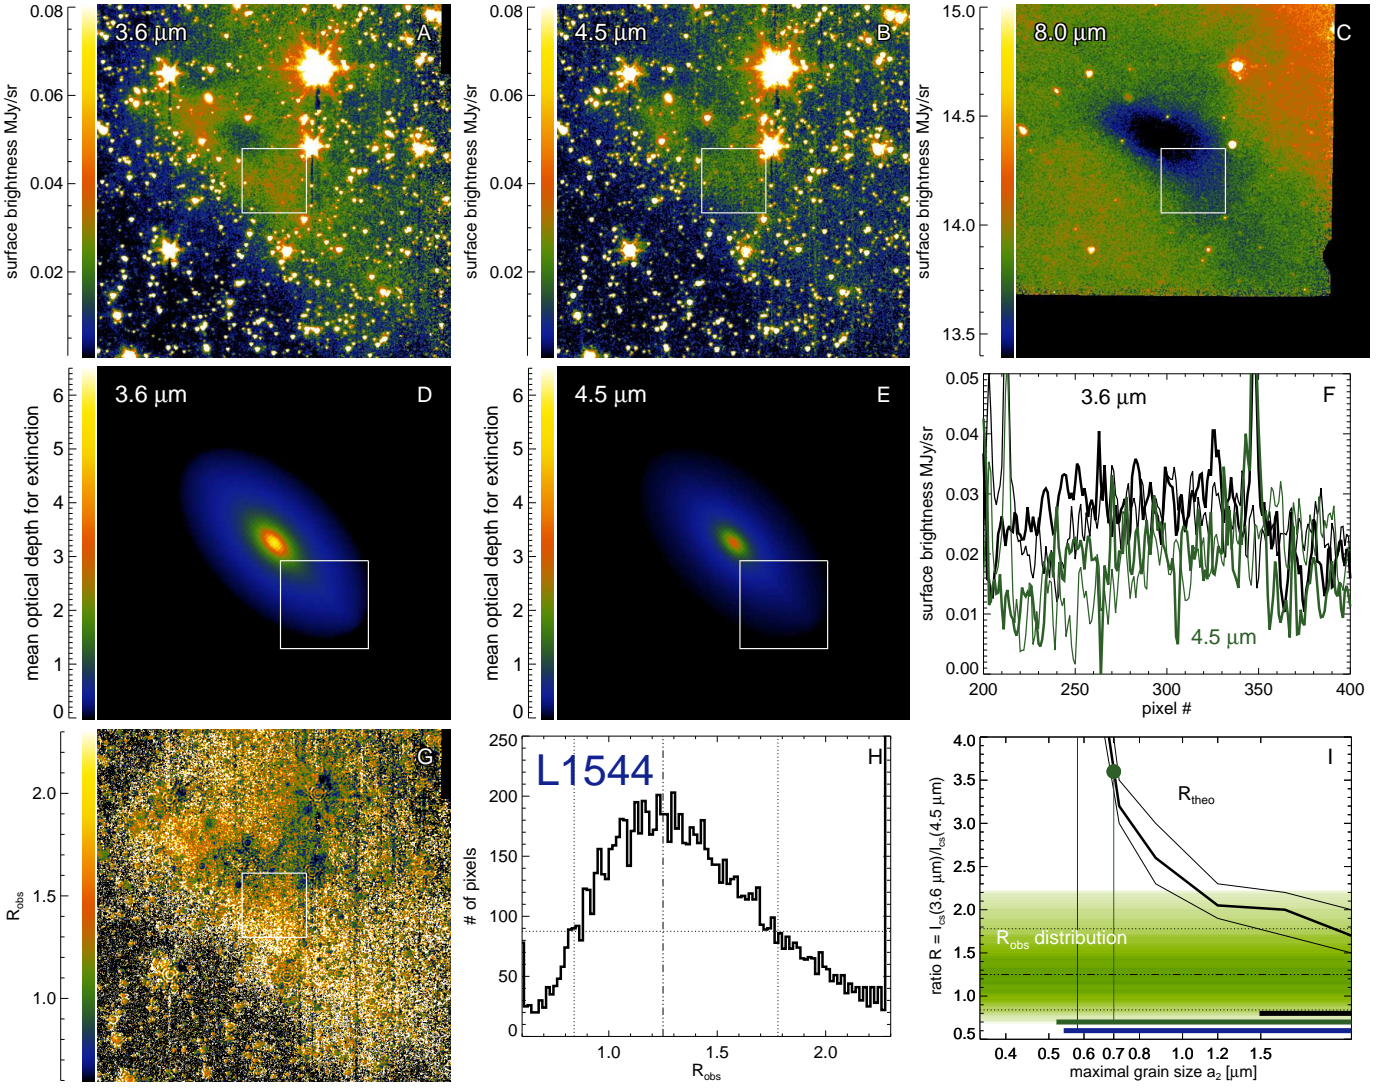 3.6 μm
A
surface brightness MJy/sr
0.08
0.06
0.04
0.02
4.5 μm
B
surface brightness MJy/sr
0.08
0.06
0.04
0.02
8.0 μm
C
surface brightness MJy/sr
15.0
14.5
14.0
13.5
3.6 μm
D
mean optical depth for extinction
6
5
4
3
2
1
0
4.5 μm
E
mean optical depth for extinction
6
5
4
3
2
1
0
3.6 μm
F
4.5 μm
surface brightness MJy/sr
0.05
0.04
0.03
0.02
0.01
0.00
200 250 300 350 400
pixel #
G
R_obs
2.0
1.5
1.0
L1544
H
# of pixels
250
200
150
100
50
0
1.0 1.5 2.0
R_obs
I
R_theo
R_obs distribution
ratio R = I_cs(3.6 μm)/I_cs(4.5 μm)
4.0
3.5
3.0
2.5
2.0
1.5
1.0
0.5
0.4 0.5 0.6 0.7 0.8 1.0 1.2 1.5
maximal grain size a_2 [μm]